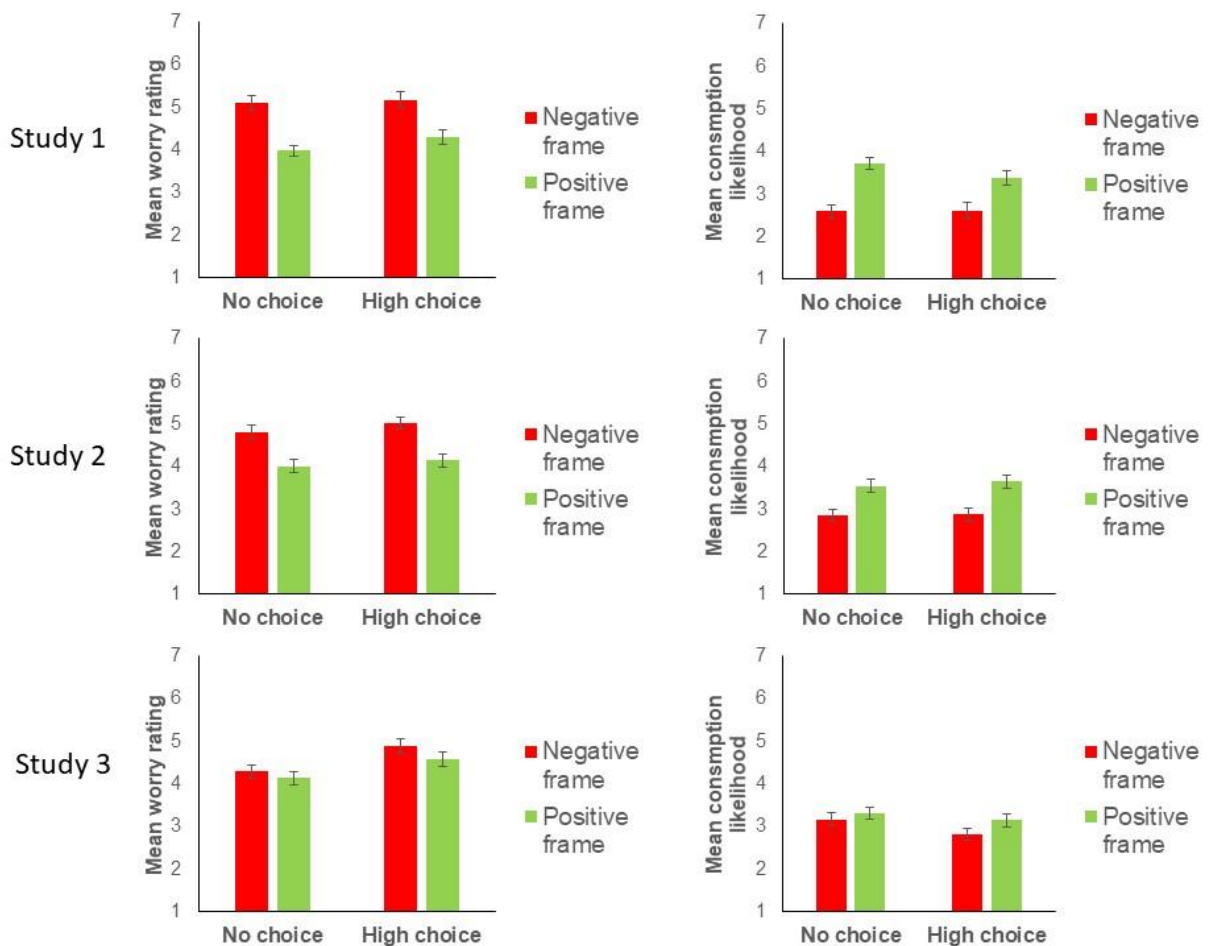 Study 1
Mean worry rating
7
6
5
4
3
2
1
No choice
High choice
Negative
frame
Positive
frame
Mean consmption
likelihood
7
6
5
4
3
2
1
No choice
High choice
Negative
frame
Positive
frame
Study 2
Mean worry rating
7
6
5
4
3
2
1
No choice
High choice
Negative
frame
Positive
frame
Mean consmption
likelihood
7
6
5
4
3
2
1
No choice
High choice
Negative
frame
Positive
frame
Study 3
Mean worry rating
7
6
5
4
3
2
1
No choice
High choice
Negative
frame
Positive
frame
Mean consmption
likelihood
7
6
5
4
3
2
1
No choice
High choice
Negative
frame
Positive
frame